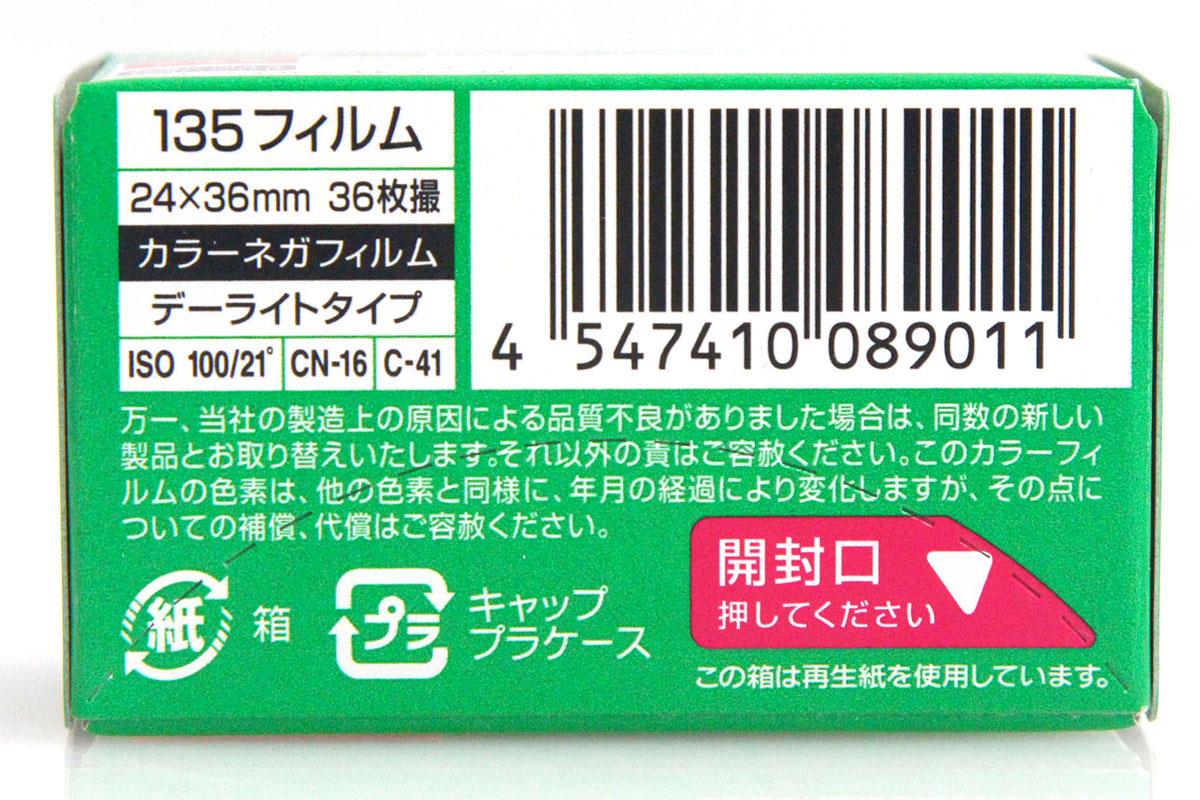 135フィルム
24×36mm 36枚撮
カラーネガフィルム
デーライトタイプ
ISO 100/21° CN-16 C-41
4 547410 089011
万一、当社の製造上の原因による品質不良がありました場合は、同数の新しい
製品とお取り替えいたします。それ以外の責はご容赦ください。このカラーフィ
ルムの色素は、他の色素と同様に、年月の経過により変化しますが、その点に
ついての補償、代償はご容赦ください。
紙 箱
プラ キャップ
プラケース
開封口
押してください
この箱は再生紙を使用しています。